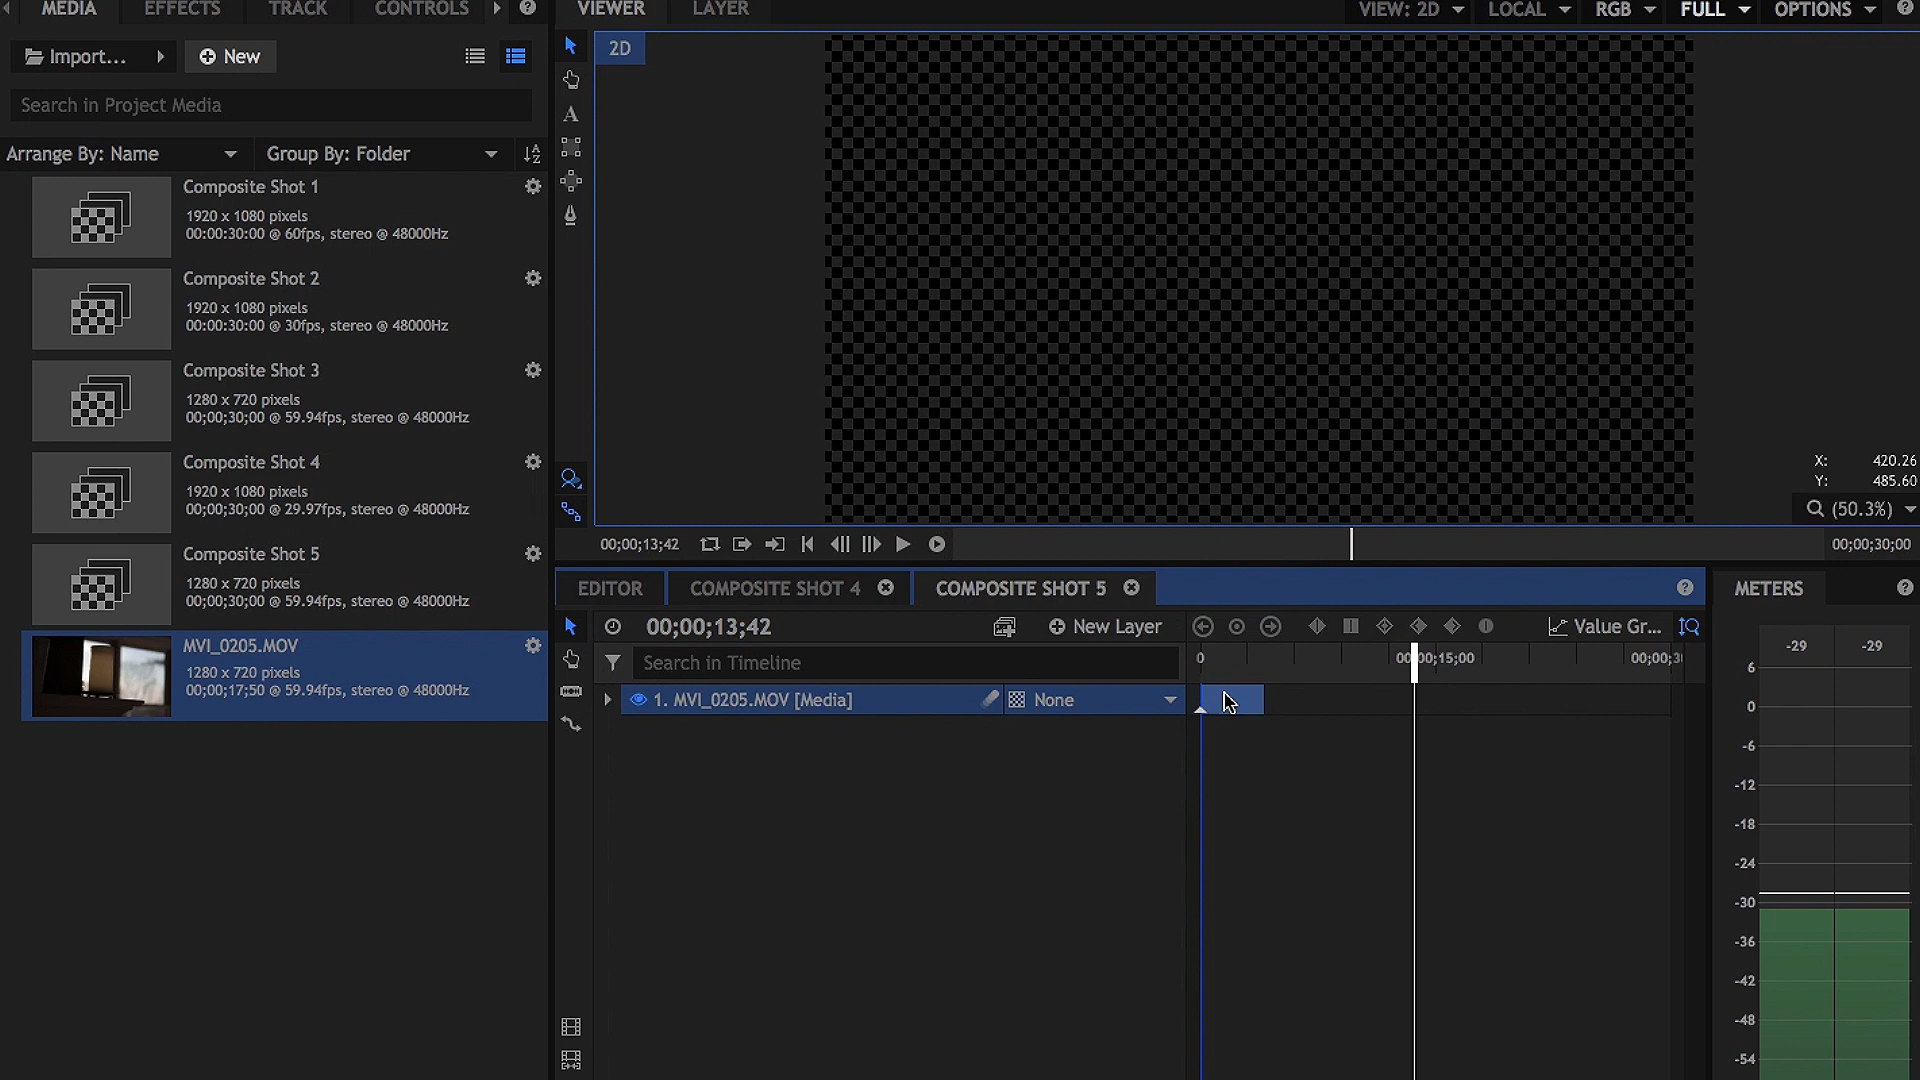 MEDIA EFFECTS TRACK CONTROLS
VIEWER LAYER
VIEW: 2D LOCAL RGB FULL OPTIONS
Import... New
2D
A
Search in Project Media
Arrange By: Name
Group By: Folder
Composite Shot 1
1920 x 1080 pixels
00:00:30:00 @ 60fps, stereo @ 48000Hz
Composite Shot 2
1920 x 1080 pixels
00:00:30:00 @ 30fps, stereo @ 48000Hz
Composite Shot 3
1280 x 720 pixels
00;00;30;00 @ 59.94fps, stereo @ 48000Hz
Composite Shot 4
1920 x 1080 pixels
00;00;30;00 @ 29.97fps, stereo @ 48000Hz
Composite Shot 5
1280 x 720 pixels
00;00;30;00 @ 59.94fps, stereo @ 48000Hz
MVI_0205.MOV
1280 x 720 pixels
00;00;17;50 @ 59.94fps, stereo @ 48000Hz
X: 420.26
Y: 485.60
(50.3%)
00;00;13;42
00;00;30;00
EDITOR
COMPOSITE SHOT 4
COMPOSITE SHOT 5
METERS
00;00;13;42
New Layer
Value Gr...
Search in Timeline
0
00;00;15;00
00;00;3
1. MVI_0205.MOV [Media]
None
-29 -29
6
0
-6
-12
-18
-24
-30
-36
-42
-48
-54